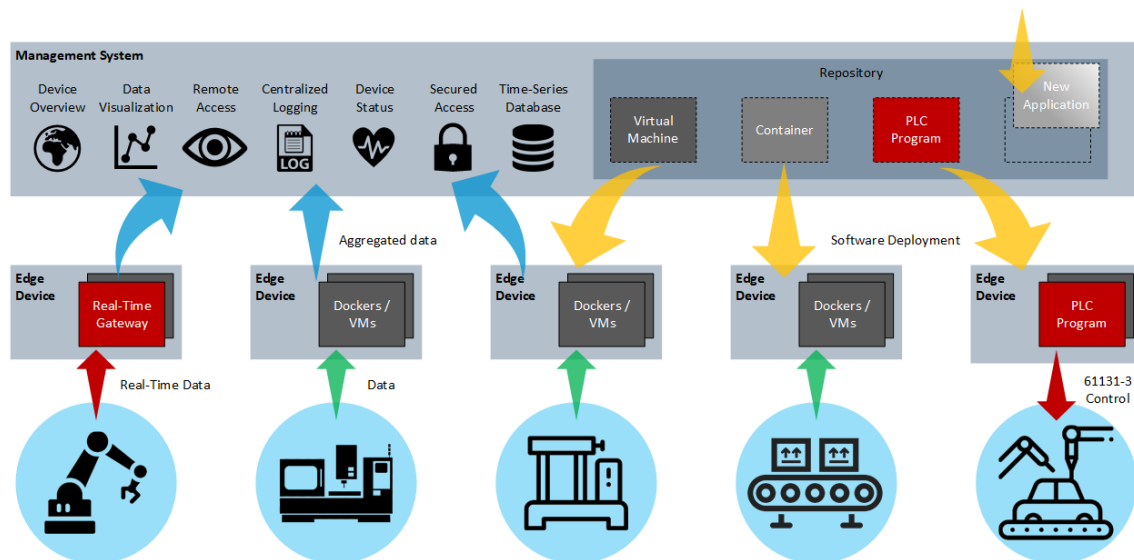 Management System
Device
Overview
Data
Visualization
Remote
Access
Centralized
Logging
Device
Status
Secured
Access
Time-Series
Database
LOG
Repository
Virtual
Machine
Container
PLC
Program
New
Application
Aggregated data
Software Deployment
Edge
Device
Real-Time
Gateway
Edge
Device
Dockers /
VMs
Edge
Device
Dockers /
VMs
Edge
Device
Dockers /
VMs
Edge
Device
PLC
Program
Real-Time Data
Data
61131-3
Control